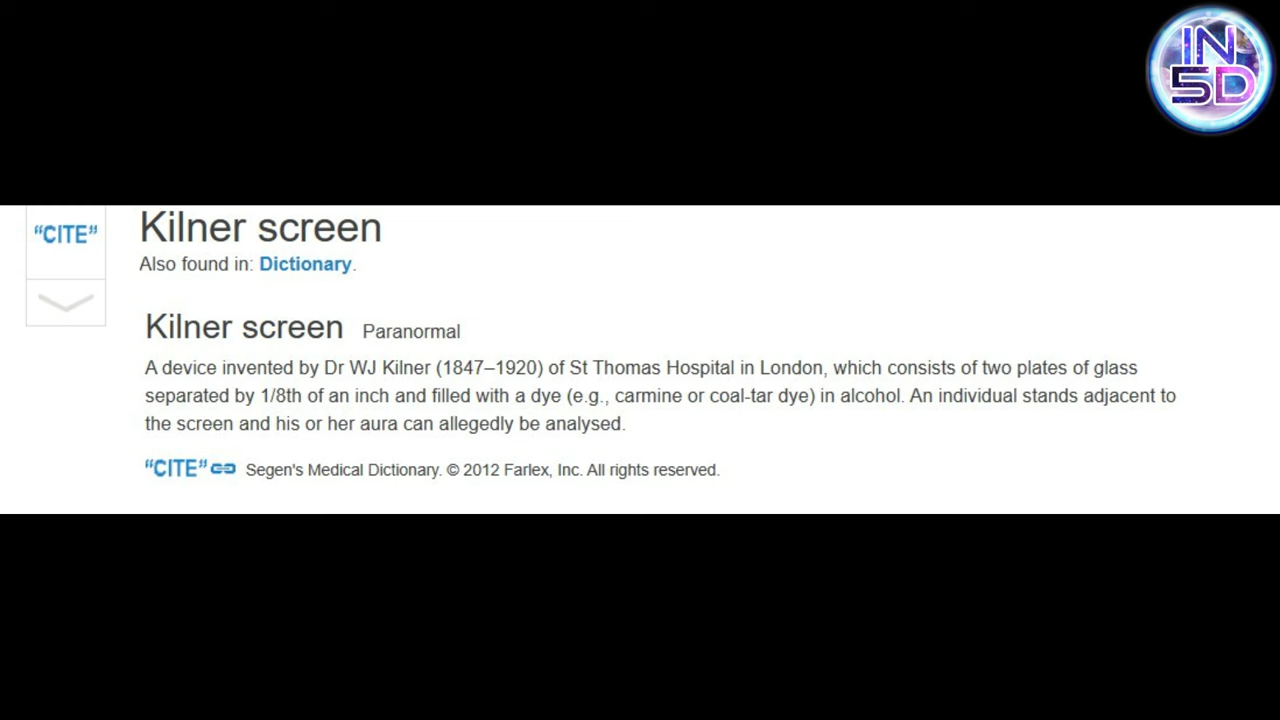 IN
5D
"CITE"
Kilner screen
Also found in: Dictionary.
Kilner screen Paranormal
A device invented by Dr WJ Kilner (1847–1920) of St Thomas Hospital in London, which consists of two plates of glass
separated by 1/8th of an inch and filled with a dye (e.g., carmine or coal-tar dye) in alcohol. An individual stands adjacent to
the screen and his or her aura can allegedly be analysed.
"CITE" Segen's Medical Dictionary. © 2012 Farlex, Inc. All rights reserved.